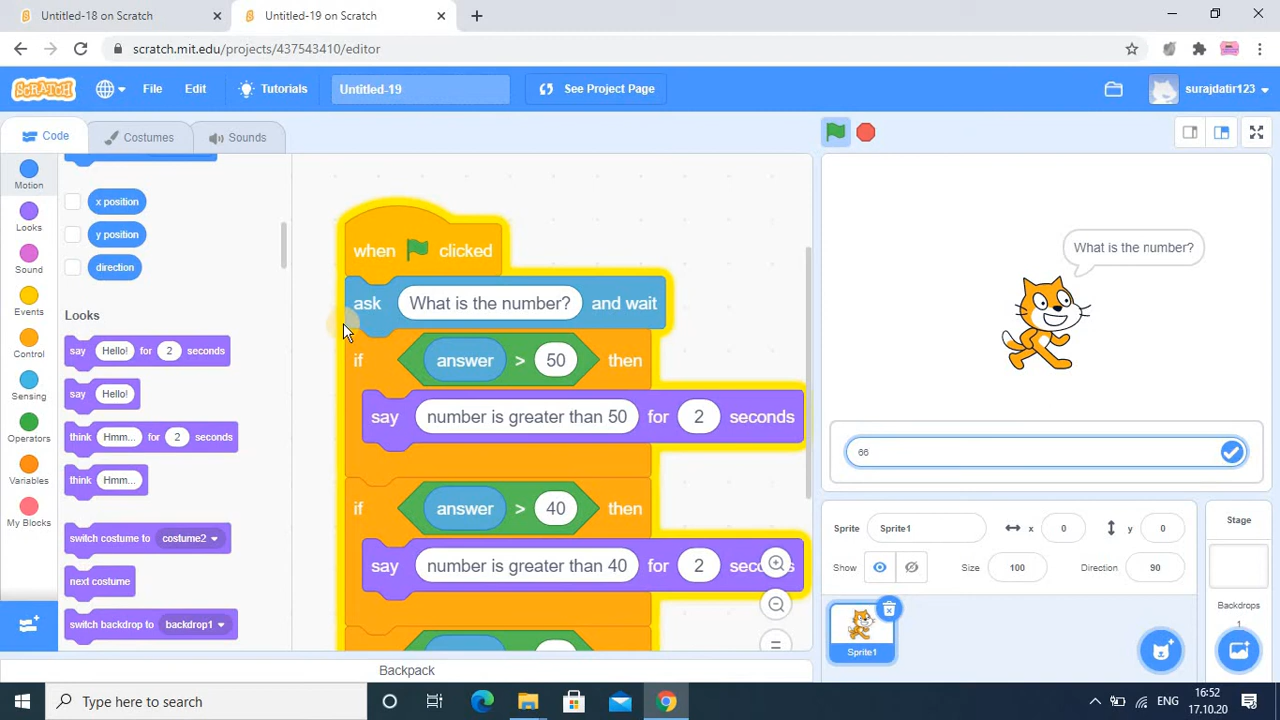 Untitled-18 on Scratch
Untitled-19 on Scratch
scratch.mit.edu/projects/437543410/editor
SCRATCH
File
Edit
Tutorials
Untitled-19
See Project Page
surajdatir123
Code
Costumes
Sounds
Motion
Looks
Sound
Events
Control
Sensing
Operators
Variables
My Blocks
x position
y position
direction
Looks
say Hello! for 2 seconds
say Hello!
think Hmm... for 2 seconds
think Hmm...
switch costume to costume2
next costume
switch backdrop to backdrop1
when clicked
ask What is the number? and wait
if answer > 50 then
say number is greater than 50 for 2 seconds
if answer > 40 then
say number is greater than 40 for 2
What is the number?
66
Sprite Sprite1 x 0 y 0
Show Size 100 Direction 90
Sprite1
Stage
Backdrops
1
Backpack
Type here to search
ENG
16:52
17.10.20